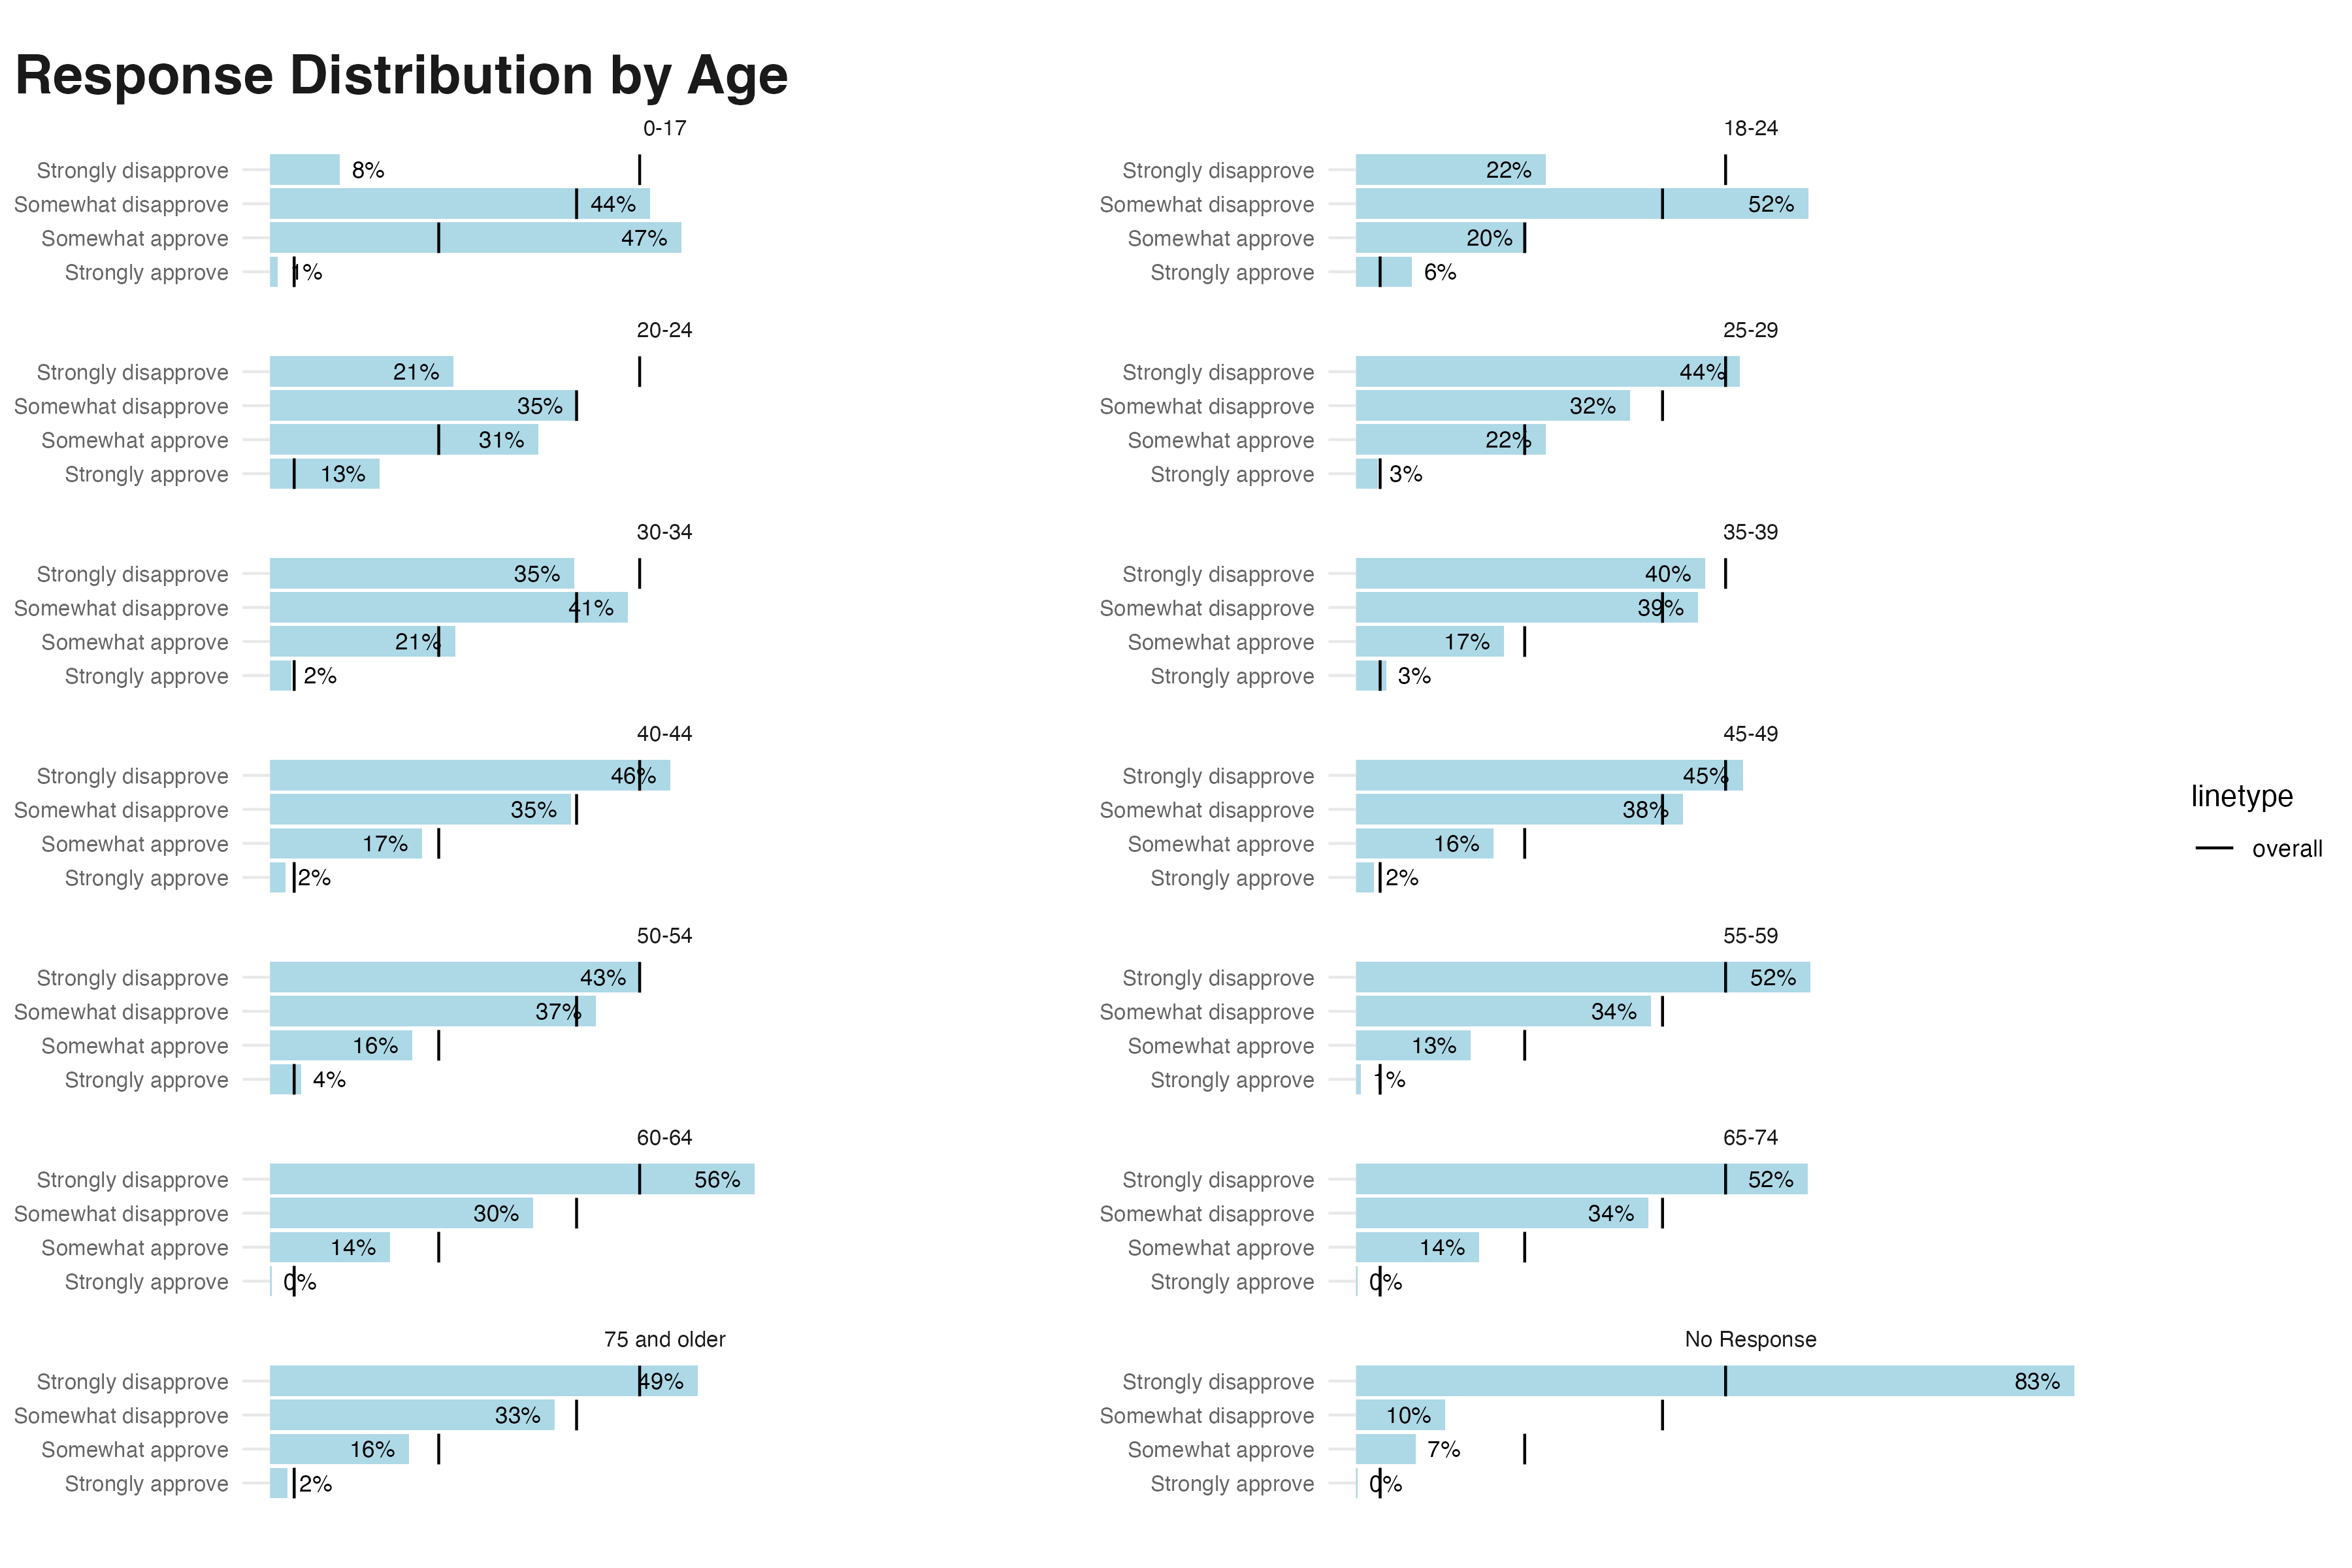 Response Distribution by Age
0-17
Strongly disapprove 8%
Somewhat disapprove 44%
Somewhat approve 47%
Strongly approve 1%
18-24
Strongly disapprove 22%
Somewhat disapprove 52%
Somewhat approve 20%
Strongly approve 6%
20-24
Strongly disapprove 21%
Somewhat disapprove 35%
Somewhat approve 31%
Strongly approve 13%
25-29
Strongly disapprove 44%
Somewhat disapprove 32%
Somewhat approve 22%
Strongly approve 3%
30-34
Strongly disapprove 35%
Somewhat disapprove 41%
Somewhat approve 21%
Strongly approve 2%
35-39
Strongly disapprove 40%
Somewhat disapprove 39%
Somewhat approve 17%
Strongly approve 3%
40-44
Strongly disapprove 46%
Somewhat disapprove 35%
Somewhat approve 17%
Strongly approve 2%
45-49
Strongly disapprove 45%
Somewhat disapprove 38%
Somewhat approve 16%
Strongly approve 2%
50-54
Strongly disapprove 43%
Somewhat disapprove 37%
Somewhat approve 16%
Strongly approve 4%
55-59
Strongly disapprove 52%
Somewhat disapprove 34%
Somewhat approve 13%
Strongly approve 1%
60-64
Strongly disapprove 56%
Somewhat disapprove 30%
Somewhat approve 14%
Strongly approve 0%
65-74
Strongly disapprove 52%
Somewhat disapprove 34%
Somewhat approve 14%
Strongly approve 0%
75 and older
Strongly disapprove 49%
Somewhat disapprove 33%
Somewhat approve 16%
Strongly approve 2%
No Response
Strongly disapprove 83%
Somewhat disapprove 10%
Somewhat approve 7%
Strongly approve 0%
linetype
overall